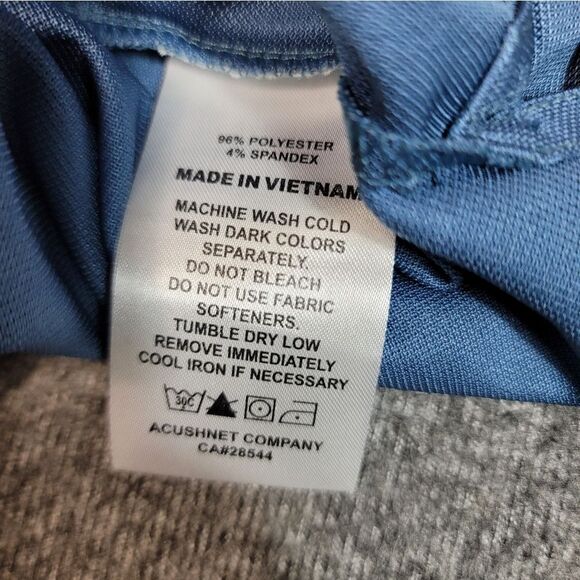 96% POLYESTER
4% SPANDEX
MADE IN VIETNAM
MACHINE WASH COLD
WASH DARK COLORS
SEPARATELY.
DO NOT BLEACH
DO NOT USE FABRIC
SOFTENERS.
TUMBLE DRY LOW
REMOVE IMMEDIATELY
COOL IRON IF NECESSARY
30C
ACUSHNET COMPANY
CA#28544